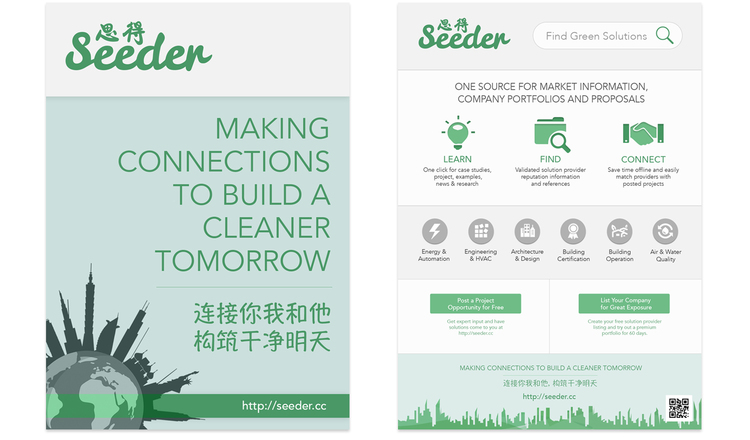 思得
Seeder
MAKING
CONNECTIONS
TO BUILD A
CLEANER
TOMORROW
连接你我和他
构筑干净明天
http://seeder.cc
思得
Seeder
Find Green Solutions
ONE SOURCE FOR MARKET INFORMATION,
COMPANY PORTFOLIOS AND PROPOSALS
LEARN
One click for case studies,
project, examples,
news & research
FIND
Validated solution provider
reputation information
and references
CONNECT
Save time offline and easily
match providers with
posted projects
Energy &
Automation
Engineering
& HVAC
Architecture
& Design
Building
Certification
Building
Operation
Air & Water
Quality
Post a Project
Opportunity for Free
Get expert input and have
solutions come to you at
http://seeder.cc
List Your Company
for Great Exposure
Create your free solution provider
listing and try out a premium
portfolio for 60 days.
MAKING CONNECTIONS TO BUILD A CLEANER TOMORROW
连接你我和他, 构筑干净明天
http://seeder.cc